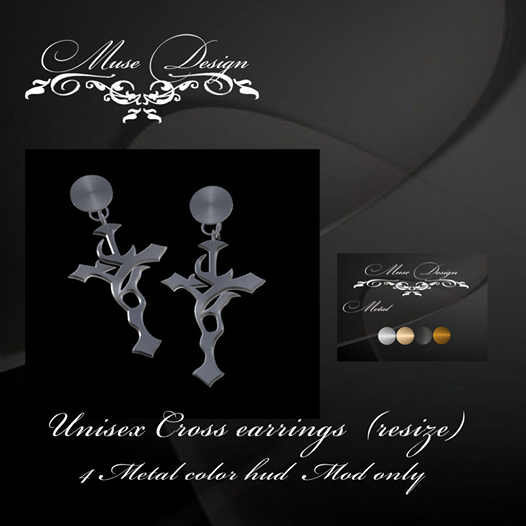 Muse Design
Muse Design
Metal
Unisex Cross earrings (resize)
4 Metal color hud Mod only